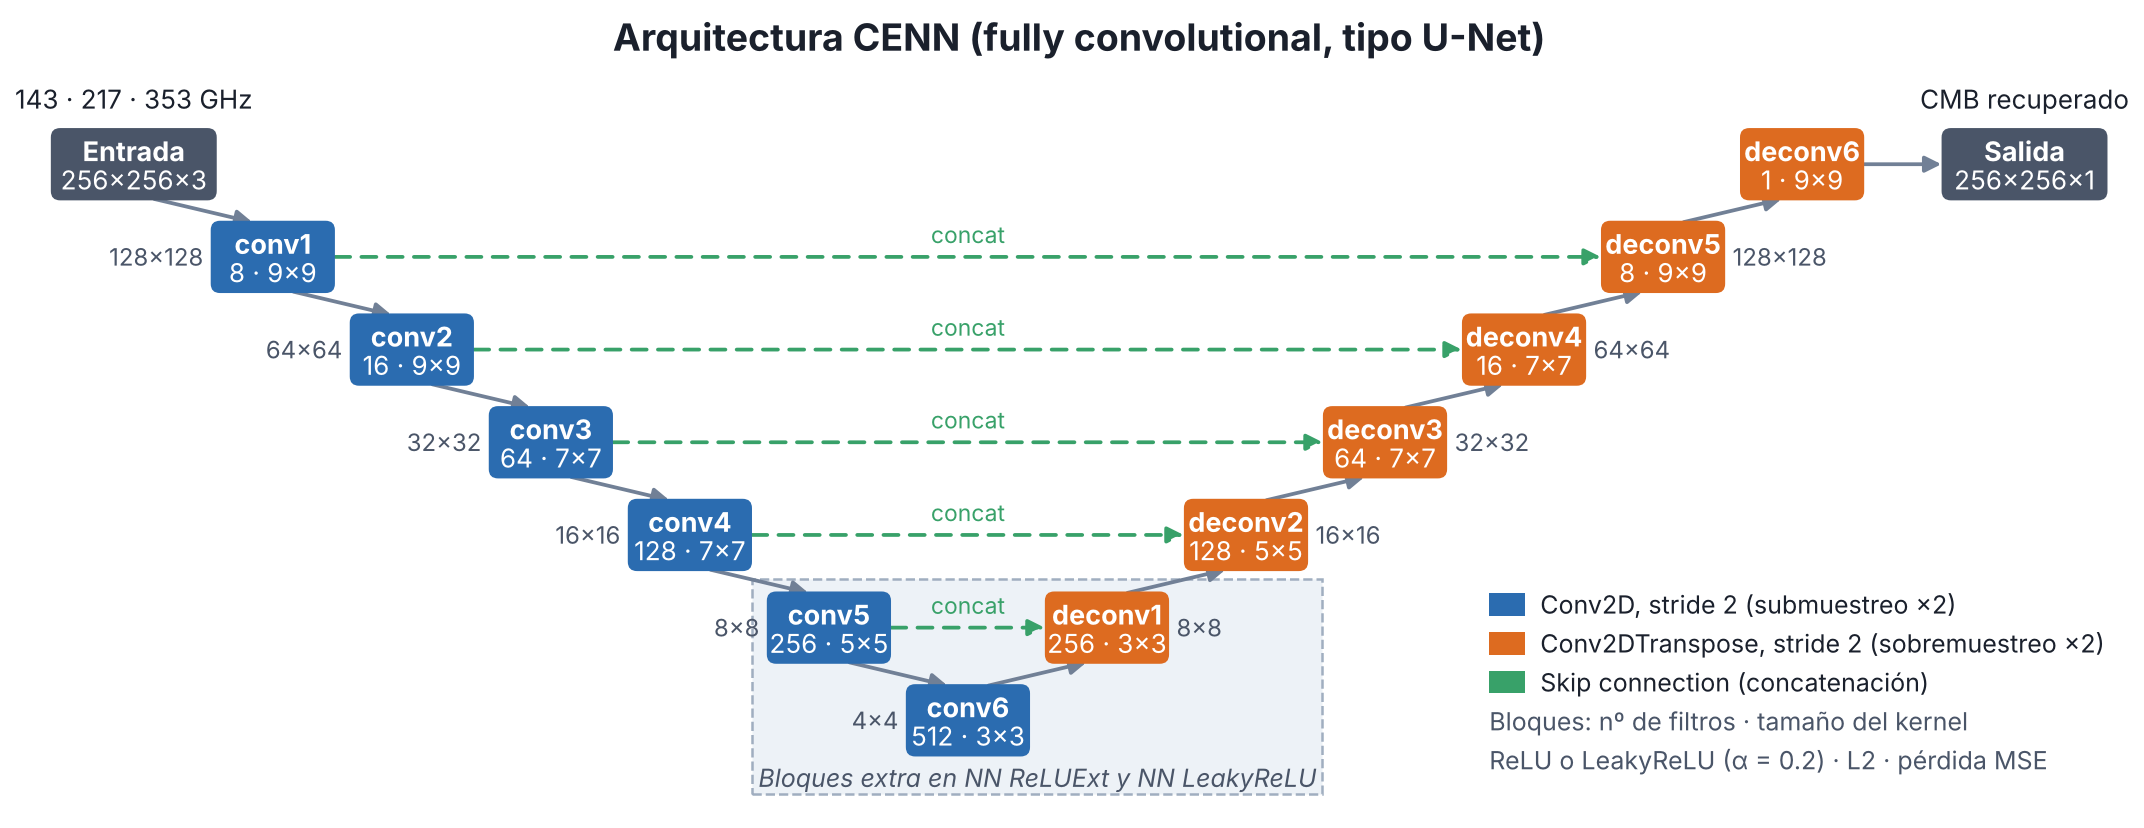 Arquitectura CENN (fully convolutional, tipo U-Net)
143 · 217 · 353 GHz
CMB recuperado
Entrada
256×256×3
deconv6
1 · 9×9
Salida
256×256×1
128×128
conv1
8 · 9×9
concat
deconv5
8 · 9×9
128×128
64×64
conv2
16 · 9×9
concat
deconv4
16 · 7×7
64×64
32×32
conv3
64 · 7×7
concat
deconv3
64 · 7×7
32×32
16×16
conv4
128 · 7×7
concat
deconv2
128 · 5×5
16×16
8×8
conv5
256 · 5×5
concat
deconv1
256 · 3×3
8×8
4×4
conv6
512 · 3×3
Bloques extra en NN ReLUExt y NN LeakyReLU
Conv2D, stride 2 (submuestreo ×2)
Conv2DTranspose, stride 2 (sobremuestreo ×2)
Skip connection (concatenación)
Bloques: nº de filtros · tamaño del kernel
ReLU o LeakyReLU (α = 0.2) · L2 · pérdida MSE